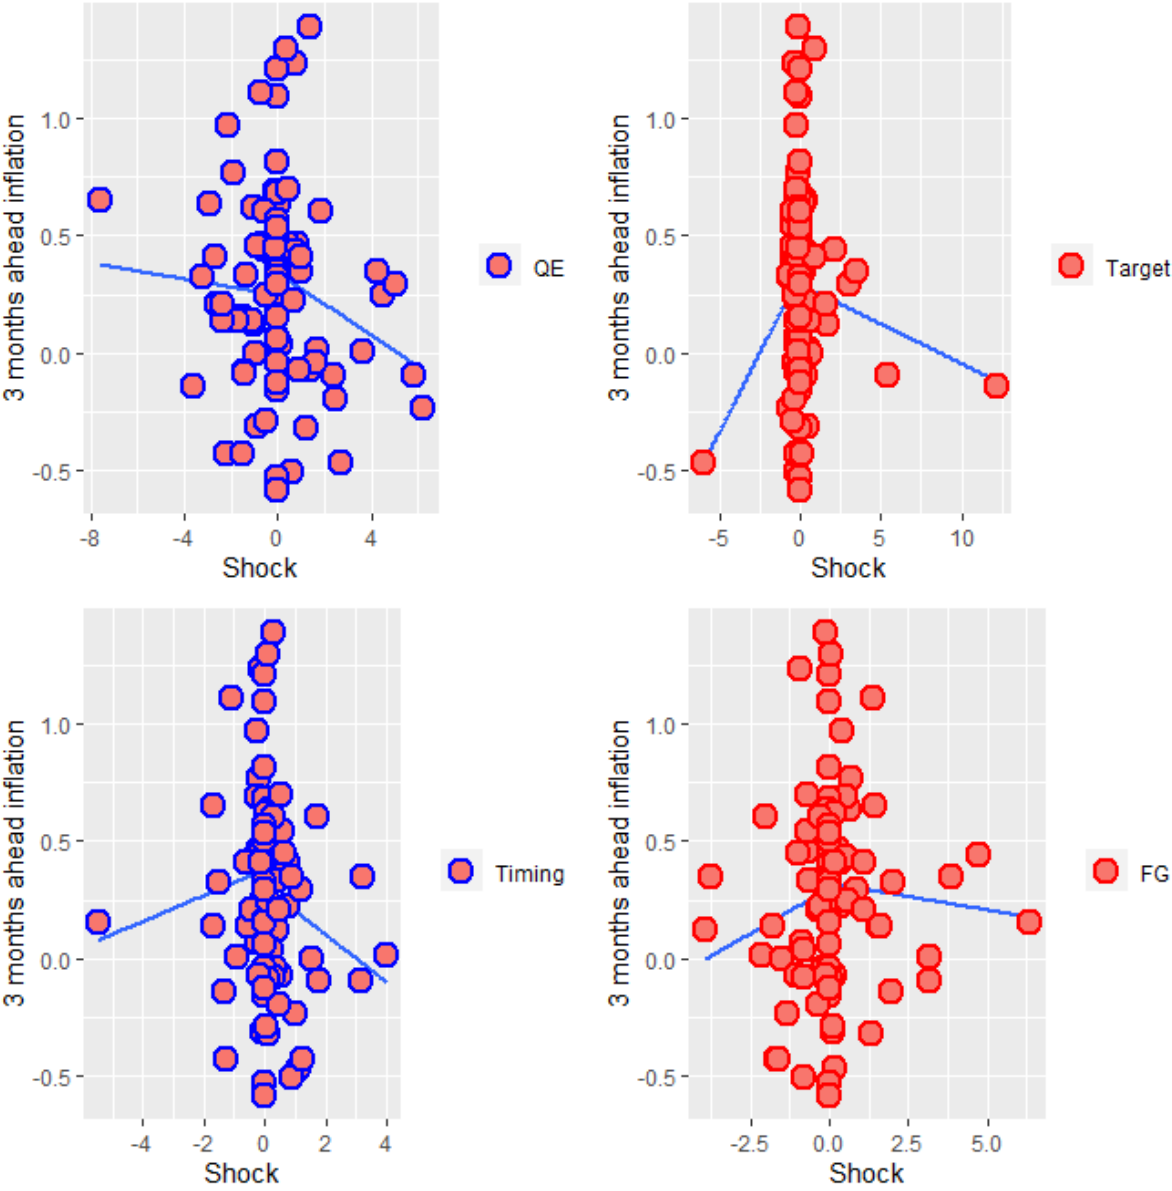 3 months ahead inflation
1.0
0.5
0.0
-0.5
-8 -4 0 4
Shock
QE
3 months ahead inflation
1.0
0.5
0.0
-0.5
-5 0 5 10
Shock
Target
3 months ahead inflation
1.0
0.5
0.0
-0.5
-4 -2 0 2 4
Shock
Timing
3 months ahead inflation
1.0
0.5
0.0
-0.5
-2.5 0.0 2.5 5.0
Shock
FG